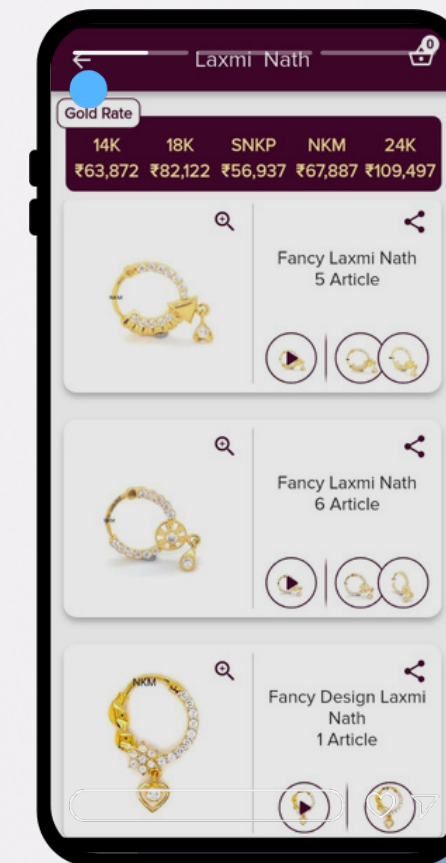 Laxmi Nath
0
Gold Rate
14K 18K SNKP NKM 24K
₹63,872 ₹82,122 ₹56,937 ₹67,887 ₹109,497
NKM
Fancy Laxmi Nath
5 Article
Fancy Laxmi Nath
6 Article
NKM
Fancy Design Laxmi
Nath
1 Article